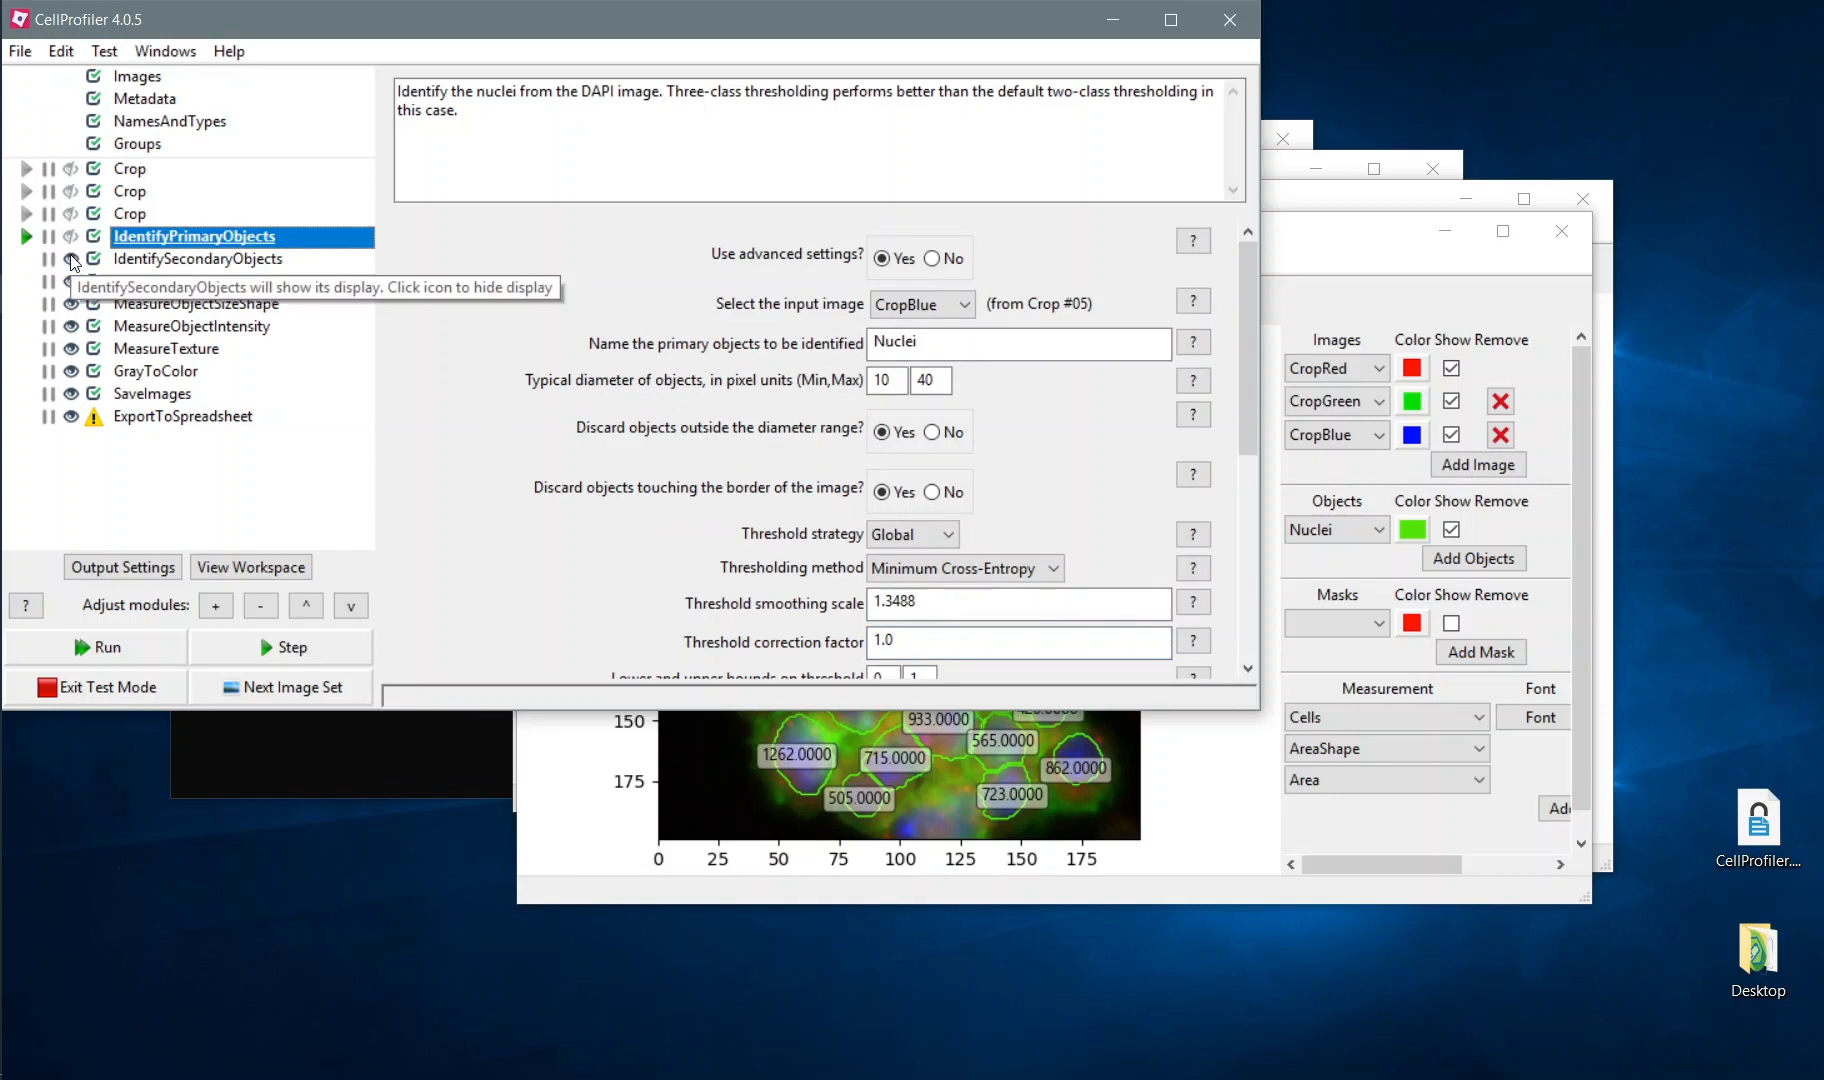 CellProfiler 4.0.5
File Edit Test Windows Help
Images
Metadata
NamesAndTypes
Groups
Crop
Crop
Crop
IdentifyPrimaryObjects
IdentifySecondaryObjects
IdentifySecondaryObjects will show its display. Click icon to hide display
MeasureObjectSizeShape
MeasureObjectIntensity
MeasureTexture
GrayToColor
SaveImages
ExportToSpreadsheet
Output Settings View Workspace
? Adjust modules: + - ^ v
Run Step
Exit Test Mode Next Image Set
Identify the nuclei from the DAPI image. Three-class thresholding performs better than the default two-class thresholding in
this case.
Use advanced settings? Yes No ?
Select the input image CropBlue (from Crop #05) ?
Name the primary objects to be identified Nuclei ?
Typical diameter of objects, in pixel units (Min,Max) 10 40 ?
Discard objects outside the diameter range? Yes No ?
Discard objects touching the border of the image? Yes No ?
Threshold strategy Global ?
Thresholding method Minimum Cross-Entropy ?
Threshold smoothing scale 1.3488 ?
Threshold correction factor 1.0 ?
Lower and upper bounds on threshold 0 1 ?
Images Color Show Remove
CropRed
CropGreen
CropBlue
Add Image
Objects Color Show Remove
Nuclei
Add Objects
Masks Color Show Remove
Add Mask
Measurement Font
Cells Font
AreaShape
Area
150
175
933.0000
565.0000
1262.0000
715.0000
862.0000
505.0000
723.0000
0 25 50 75 100 125 150 175
CellProfiler....
Desktop